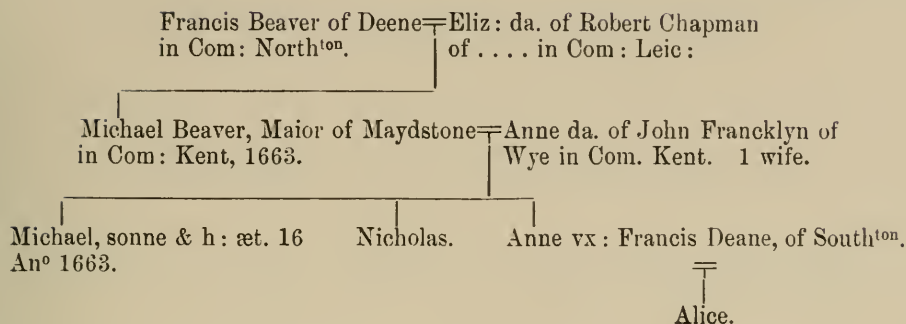 Francis Beaver of Deene Eliz: da. of Robert Chapman
in Com: Northton. of . . . . in Com: Leic:
Michael Beaver, Maior of Maydstone Anne da. of John Francklyn of
in Com: Kent, 1663. Wye in Com. Kent. 1 wife.
Michael, sonne & h: æt. 16 Nicholas. Anne vx: Francis Deane, of Southton.
Ano 1663.
Alice.